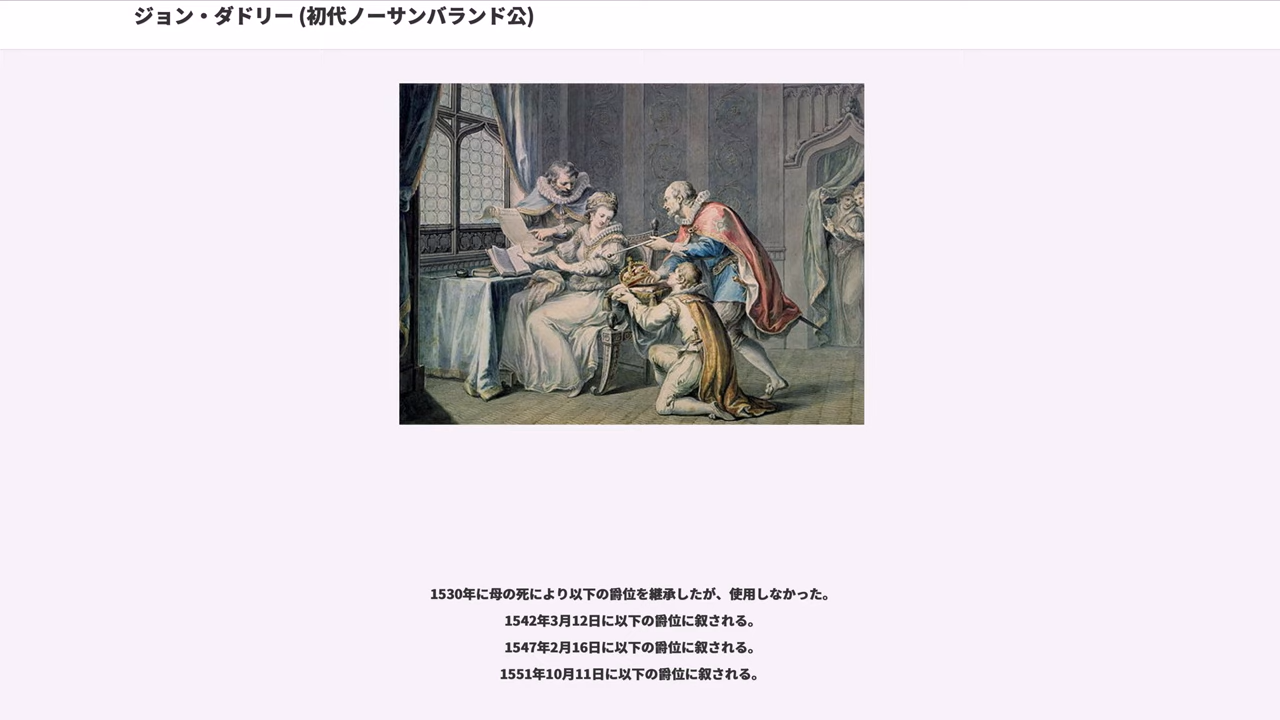 ジョン・ダドリー (初代ノーサンバランド公)
1530年に母の死により以下の爵位を継承したが、使用しなかった。
1542年3月12日に以下の爵位に叙される。
1547年2月16日に以下の爵位に叙される。
1551年10月11日に以下の爵位に叙される。